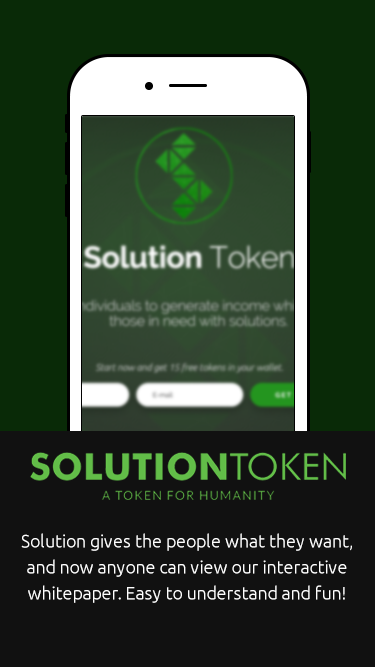 Solution Token
individuals to generate income whi
those in need with solutions.
Start now and get 15 free tokens in your wallet.
E-mail
GET
SOLUTIONTOKEN
A TOKEN FOR HUMANITY
Solution gives the people what they want,
and now anyone can view our interactive
whitepaper. Easy to understand and fun!